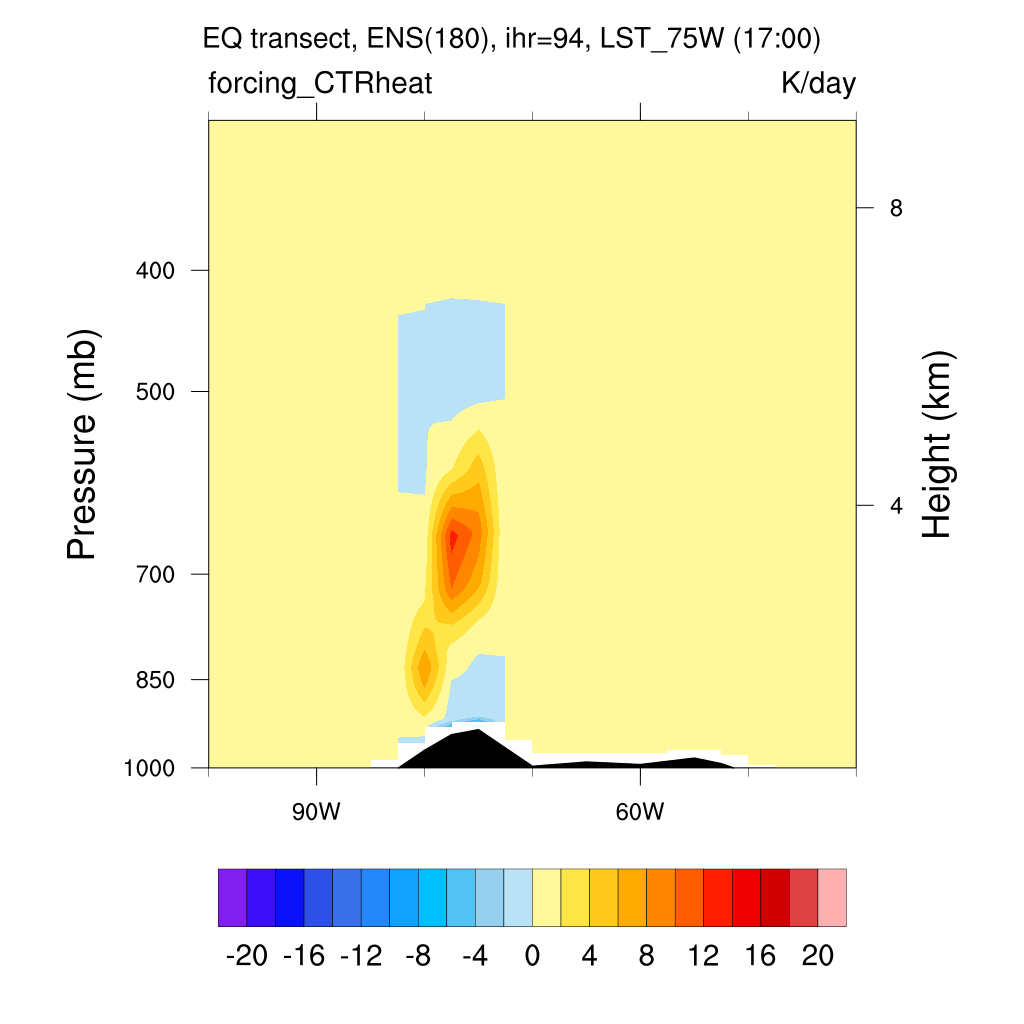 EQ transect, ENS(180), ihr=94, LST_75W (17:00)
forcing_CTRheat K/day
8
400
Pressure (mb)
Height (km)
500
4
700
850
1000
90W 60W
-20 -16 -12 -8 -4 0 4 8 12 16 20